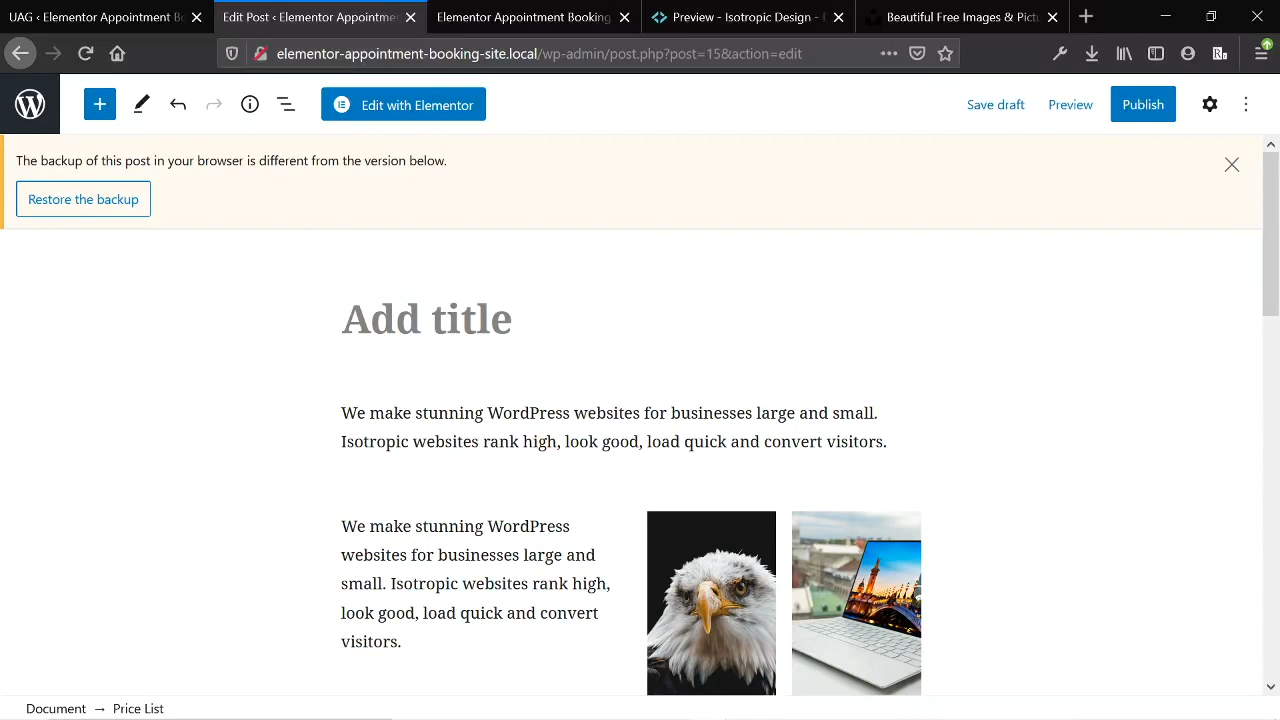 UAG ‹ Elementor Appointment B
Edit Post ‹ Elementor Appointme
Elementor Appointment Booking
Preview - Isotropic Design -
Beautiful Free Images & Pict
elementor-appointment-booking-site.local/wp-admin/post.php?post=15&action=edit
Edit with Elementor
Save draft
Preview
Publish
The backup of this post in your browser is different from the version below.
Restore the backup
Add title
We make stunning WordPress websites for businesses large and small.
Isotropic websites rank high, look good, load quick and convert visitors.
We make stunning WordPress
websites for businesses large and
small. Isotropic websites rank high,
look good, load quick and convert
visitors.
Document → Price List